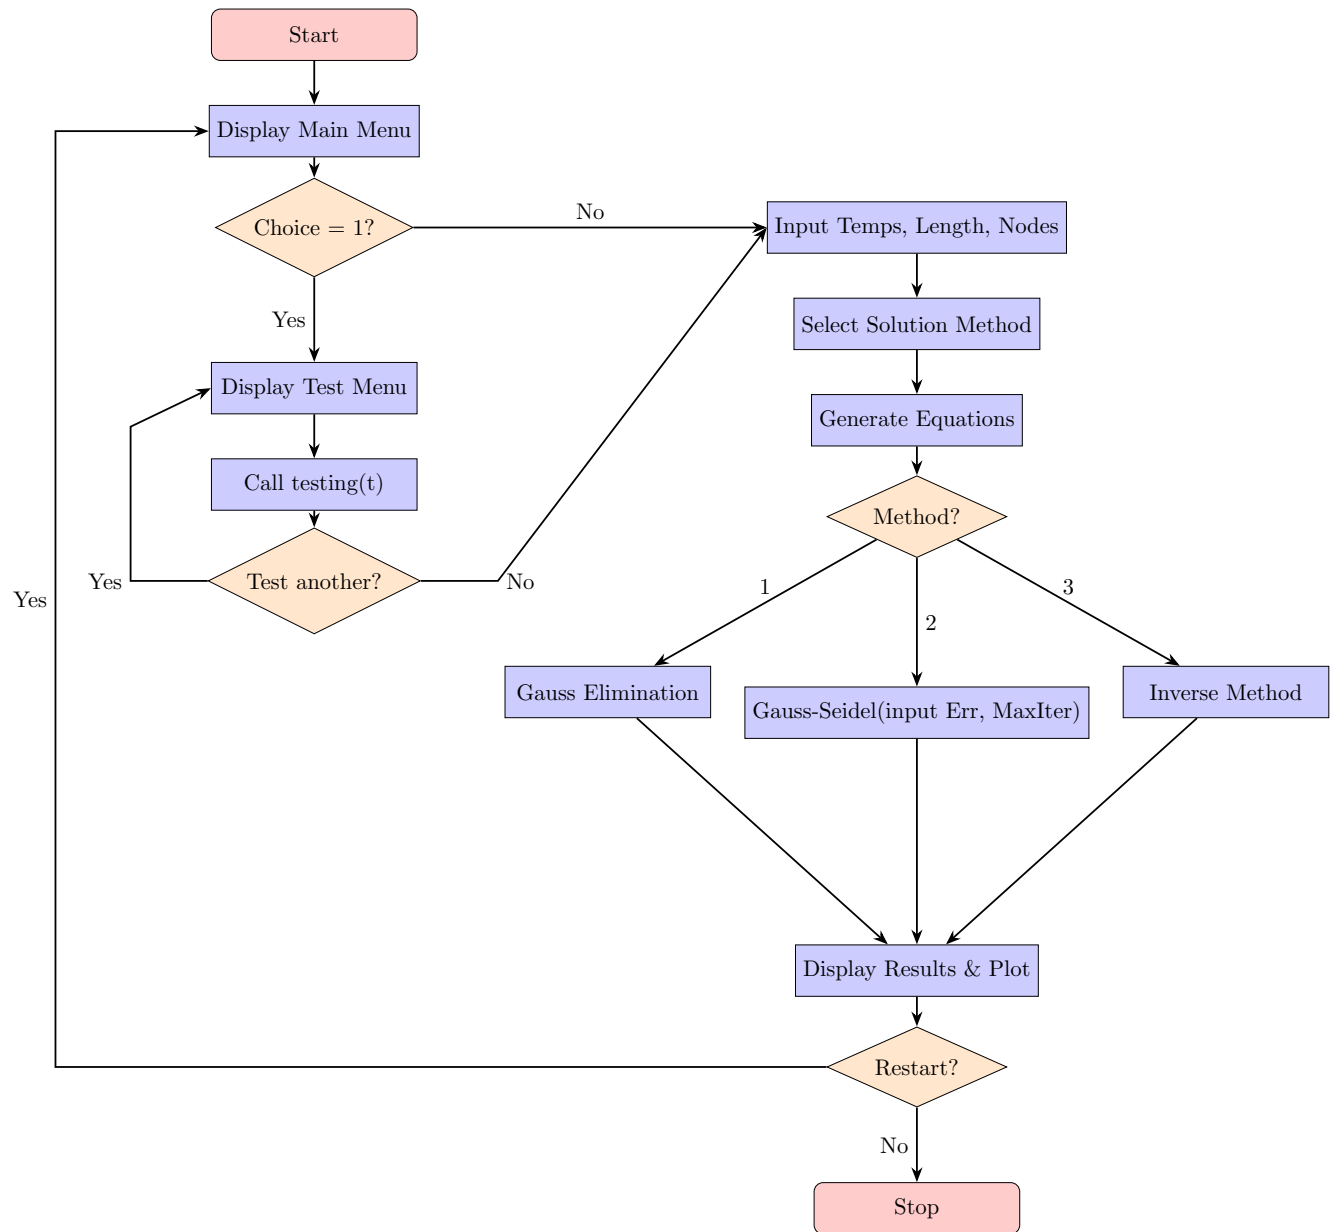 Start
Display Main Menu
Choice = 1?
No
Input Temps, Length, Nodes
Select Solution Method
Yes
Display Test Menu
Generate Equations
Call testing(t)
Method?
Test another?
Yes
No
1
2
3
Yes
Gauss Elimination
Gauss-Seidel(input Err, MaxIter)
Inverse Method
Display Results & Plot
Restart?
No
Stop